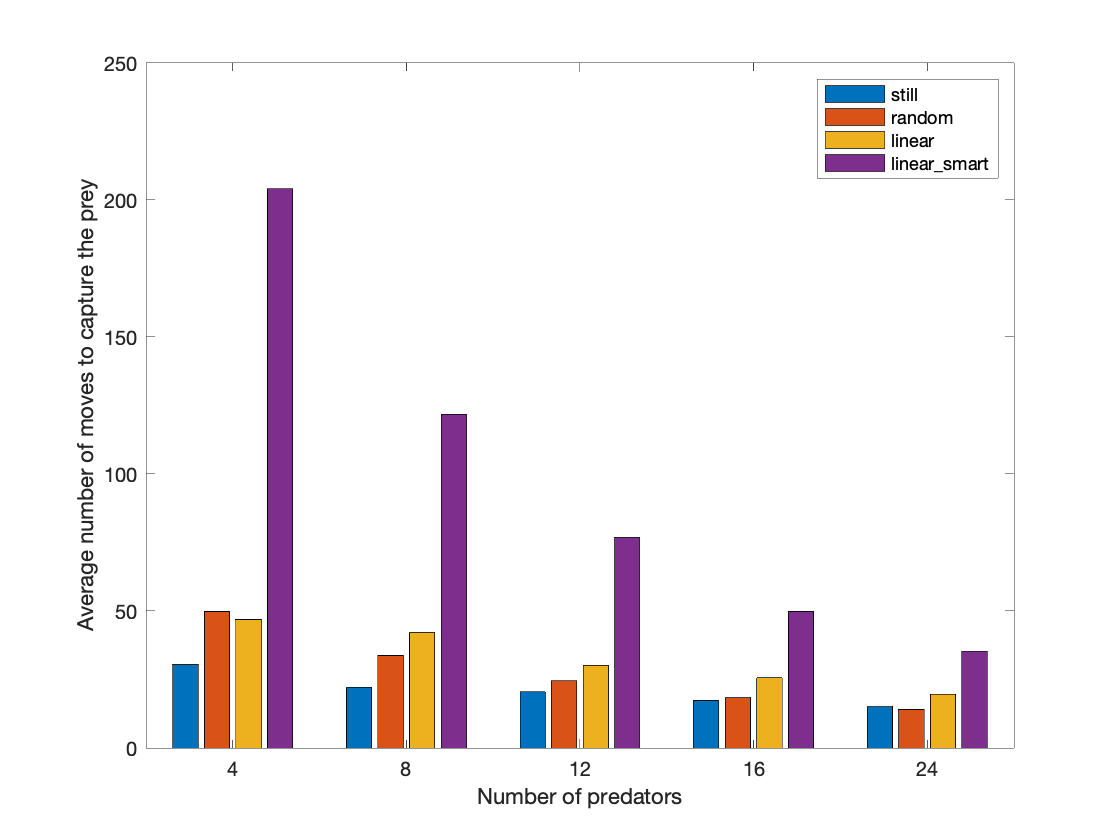 250
200
150
100
50
0
Average number of moves to capture the prey
still
random
linear
linear_smart
4 8 12 16 24
Number of predators